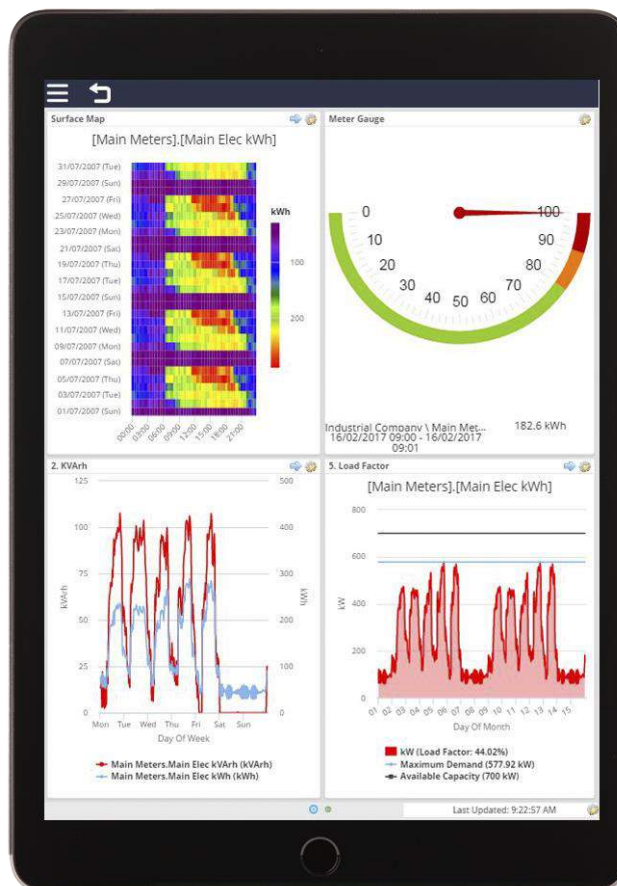 Surface Map
[Main Meters].[Main Elec kWh]
31/07/2007 (Tue)
29/07/2007 (Sun)
27/07/2007 (Fri)
25/07/2007 (Wed)
23/07/2007 (Mon)
21/07/2007 (Sat)
19/07/2007 (Thu)
17/07/2007 (Tue)
15/07/2007 (Sun)
13/07/2007 (Fri)
11/07/2007 (Wed)
09/07/2007 (Mon)
07/07/2007 (Sat)
05/07/2007 (Thu)
03/07/2007 (Tue)
01/07/2007 (Sun)
00:00 03:00 06:00 09:00 12:00 15:00 18:00 21:00
kWh
100
200
Meter Gauge
0 10 20 30 40 50 60 70 80 90 100
Industrial Company \ Main Met...
16/02/2017 09:00 - 16/02/2017
09:01
182.6 kWh
2. KVArh
125 100 75 50 25 0
kVArh
500 400 300 200 100 0
kWh
Mon Tue Wed Thu Fri Sat Sun
Day Of Week
Main Meters.Main Elec KVArh (kVArh)
Main Meters.Main Elec kWh (kWh)
5. Load Factor
[Main Meters].[Main Elec kWh]
800 600 400 200 0
kW
01 02 03 04 05 06 07 08 09 10 11 12 13 14 15
Day Of Month
kW (Load Factor: 44.02%)
Maximum Demand (577.92 kW)
Available Capacity (700 kW)
Last Updated: 9:22:57 AM